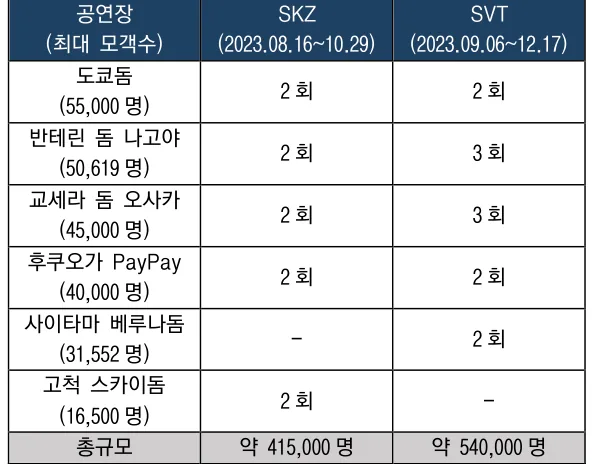 공연장 SKZ SVT
(최대 모객수) (2023.08.16~10.29) (2023.09.06~12.17)
도쿄돔
(55,000 명) 2 회 2 회
반테린 돔 나고야
(50,619 명) 2 회 3 회
교세라 돔 오사카
(45,000 명) 2 회 3 회
후쿠오가 PayPay
(40,000 명) 2 회 2 회
사이타마 베루나돔
(31,552 명) - 2 회
고척 스카이돔
(16,500 명) 2 회 -
총규모 약 415,000 명 약 540,000 명